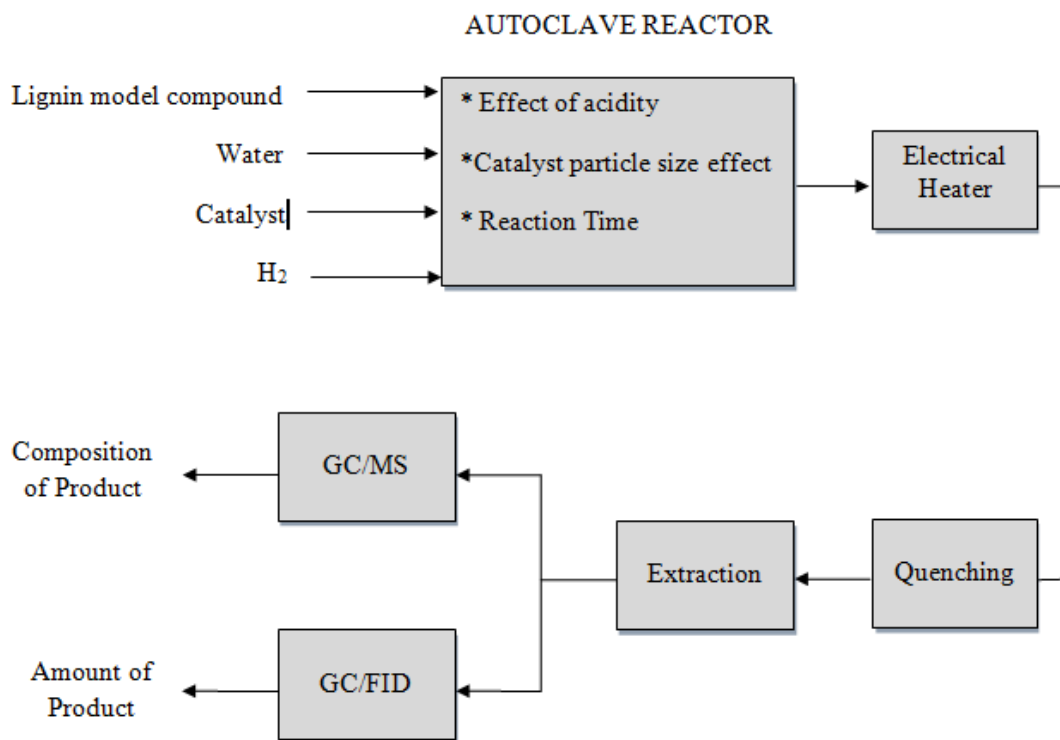 AUTOCLAVE REACTOR
Lignin model compound
Water
Catalyst
H₂
* Effect of acidity
*Catalyst particle size effect
* Reaction Time
Electrical
Heater
Composition
of Product
GC/MS
Extraction
Quenching
Amount of
Product
GC/FID